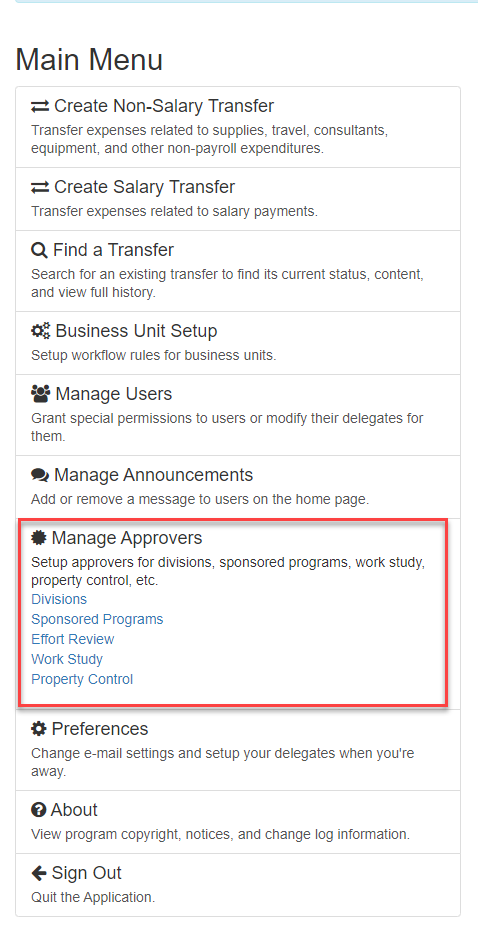 Main Menu
Create Non-Salary Transfer
Transfer expenses related to supplies, travel, consultants,
equipment, and other non-payroll expenditures.
Create Salary Transfer
Transfer expenses related to salary payments.
Find a Transfer
Search for an existing transfer to find its current status, content,
and view full history.
Business Unit Setup
Setup workflow rules for business units.
Manage Users
Grant special permissions to users or modify their delegates for
them.
Manage Announcements
Add or remove a message to users on the home page.
Manage Approvers
Setup approvers for divisions, sponsored programs, work study,
property control, etc.
Divisions
Sponsored Programs
Effort Review
Work Study
Property Control
Preferences
Change e-mail settings and setup your delegates when you're
away.
About
View program copyright, notices, and change log information.
Sign Out
Quit the Application.